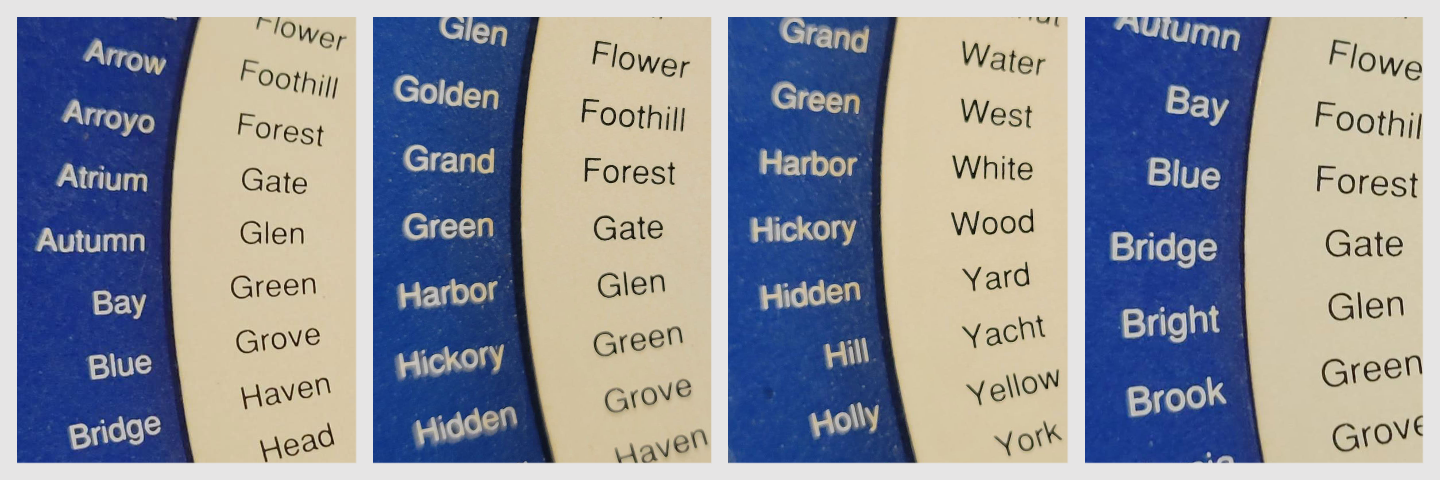 Arrow
Arroyo
Atrium
Autumn
Bay
Blue
Bridge
Flower
Foothill
Forest
Gate
Glen
Green
Grove
Haven
Head
Glen
Golden
Grand
Green
Harbor
Hickory
Hidden
Flower
Foothill
Forest
Gate
Glen
Green
Grove
Haven
Grand
Green
Harbor
Hickory
Hidden
Hill
Holly
Water
West
White
Wood
Yard
Yacht
Yellow
York
Autumn
Bay
Blue
Bridge
Bright
Brook
Flowe
Foothil
Forest
Gate
Glen
Green
Grove